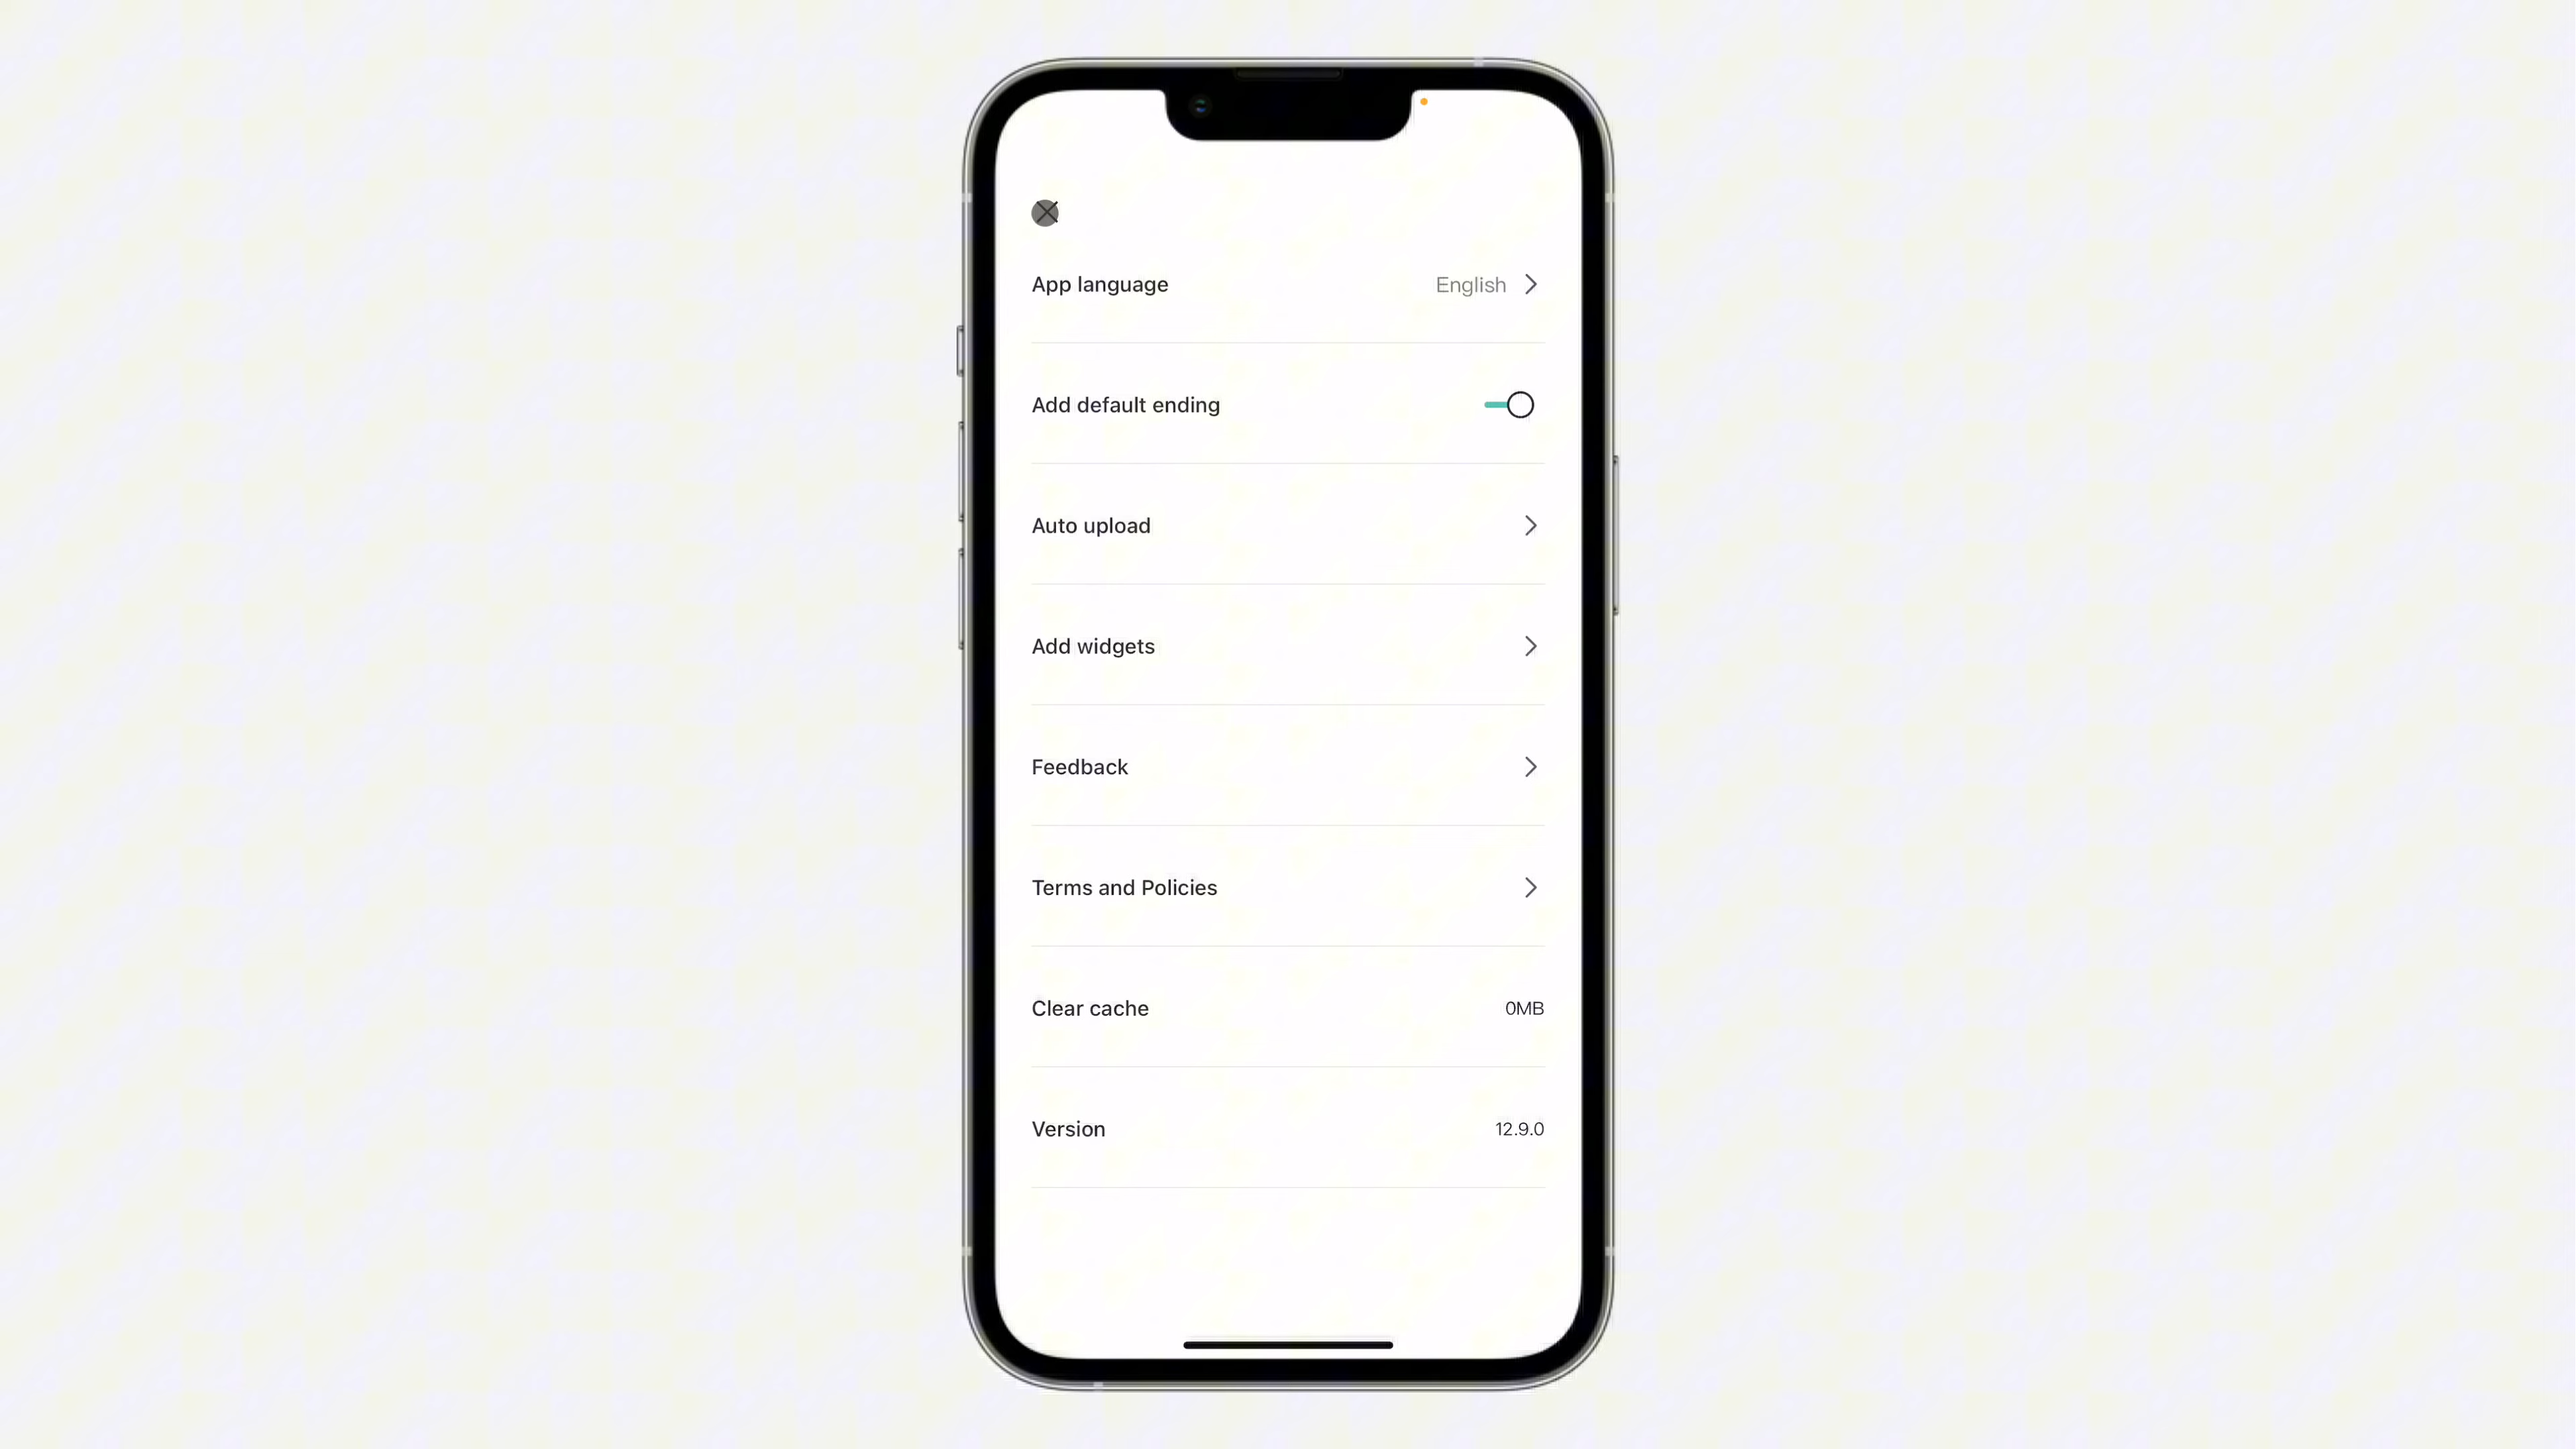 App language English
Add default ending
Auto upload
Add widgets
Feedback
Terms and Policies
Clear cache 0MB
Version 12.9.0